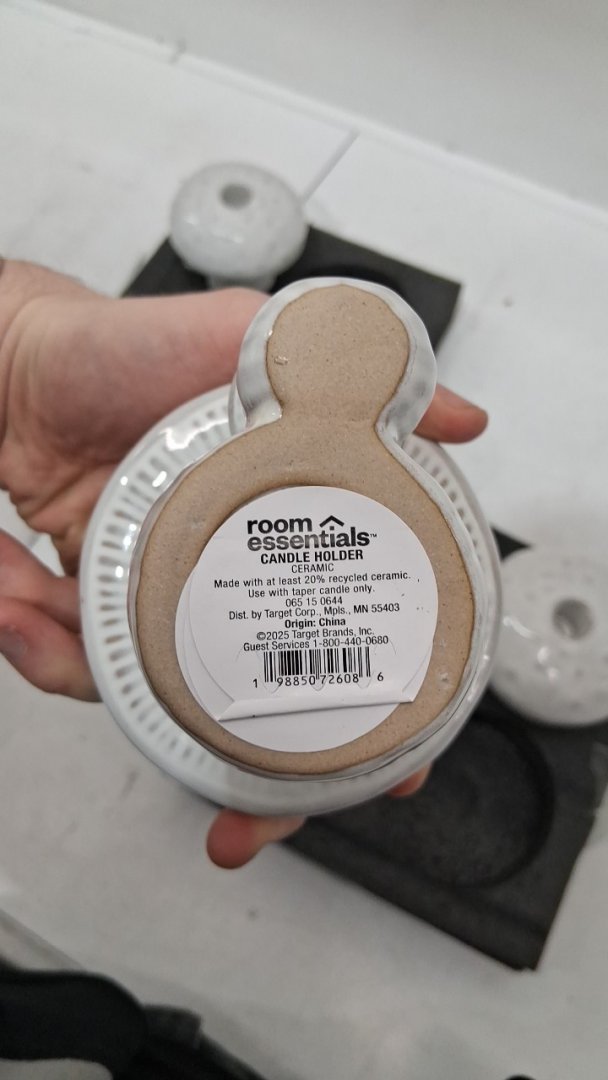 room
essentials™
CANDLE HOLDER
CERAMIC
Made with at least 20% recycled ceramic.
Use with taper candle only.
065 15 0644
Dist. by Target Corp., Mpls., MN 55403
Origin: China
©2025 Target Brands, Inc.
Guest Services 1-800-440-0680
1 98850 72608 6